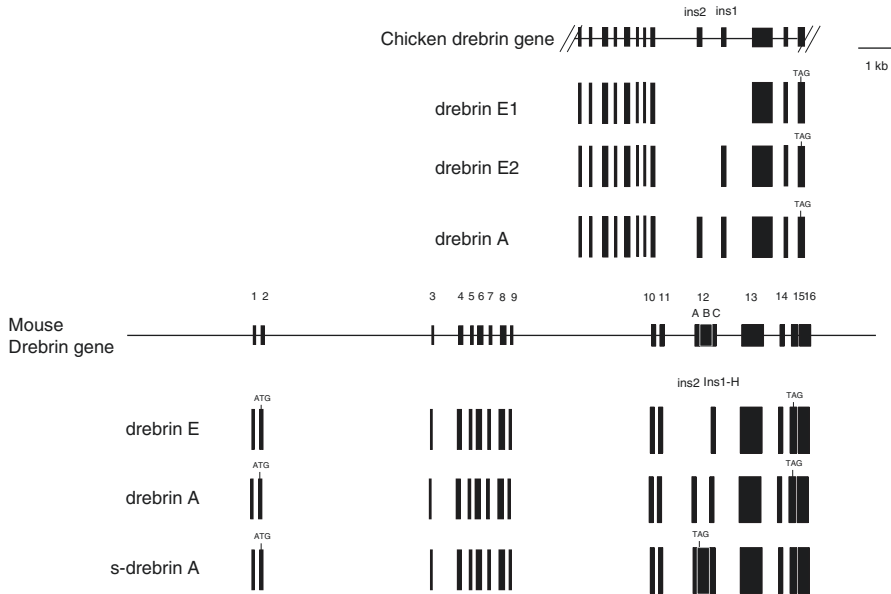 ins2 ins1
Chicken drebrin gene
1 kb
TAG
drebrin E1
TAG
drebrin E2
TAG
drebrin A
1 2 3 4 5 6 7 8 9 10 11 12 13 14 15 16
A B C
Mouse
Drebrin gene
ins2 Ins1-H
ATG TAG
drebrin E
ATG TAG
drebrin A
ATG TAG
s-drebrin A